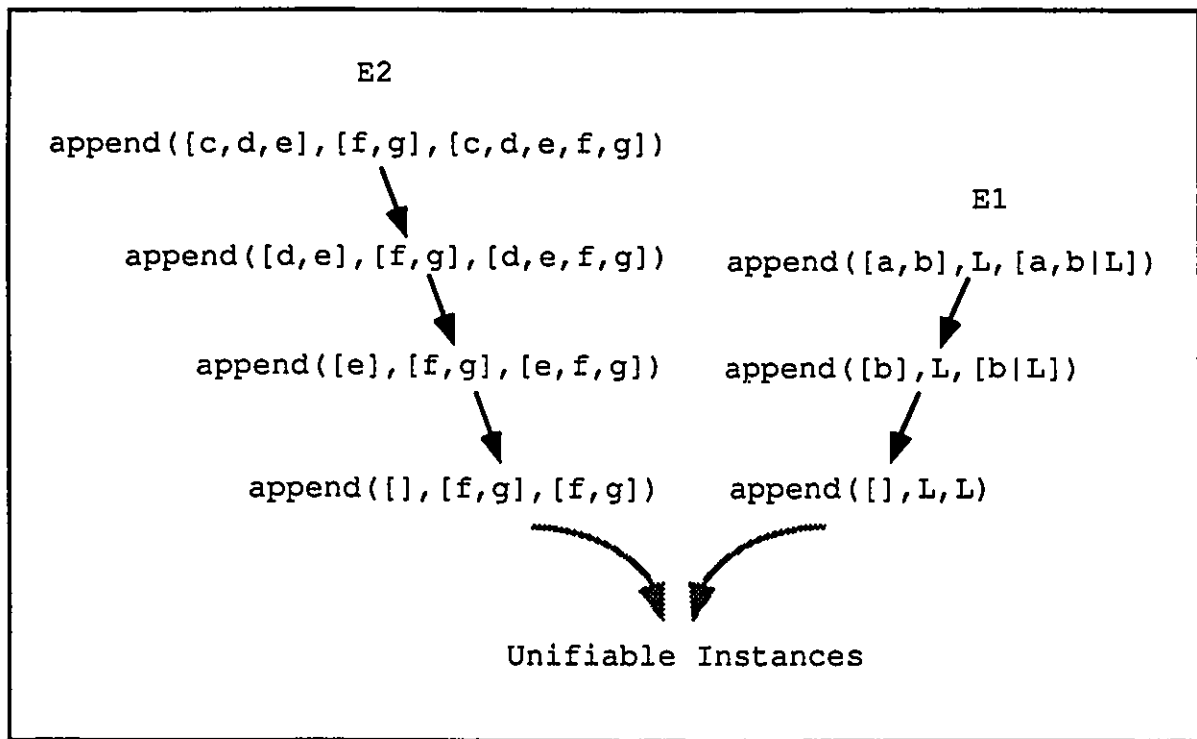 E2
append([c,d,e],[f,g],[c,d,e,f,g])
E1
append([d,e],[f,g],[d,e,f,g])
append([a,b],L,[a,b|L])
append([e],[f,g],[e,f,g])
append([b],L,[b|L])
append([],[f,g],[f,g])
append([],L,L)
Unifiable Instances